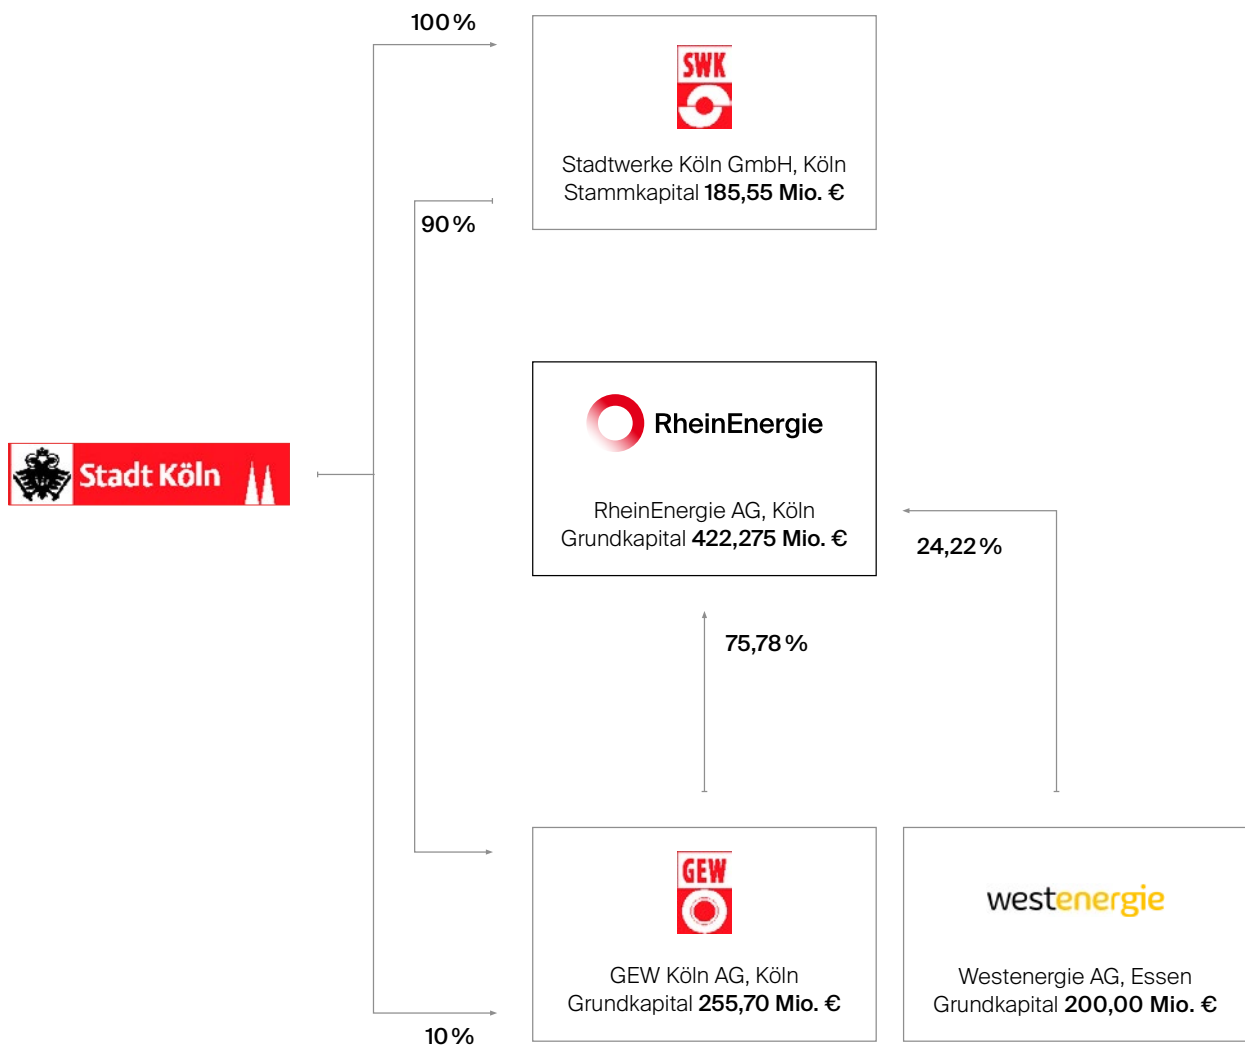 100 %
SWK
Stadtwerke Köln GmbH, Köln
Stammkapital 185,55 Mio. €
90 %
RheinEnergie
Stadt Köln
RheinEnergie AG, Köln
Grundkapital 422,275 Mio. €
24,22 %
75,78 %
GEW
westenergie
GEW Köln AG, Köln
Grundkapital 255,70 Mio. €
Westenergie AG, Essen
Grundkapital 200,00 Mio. €
10 %